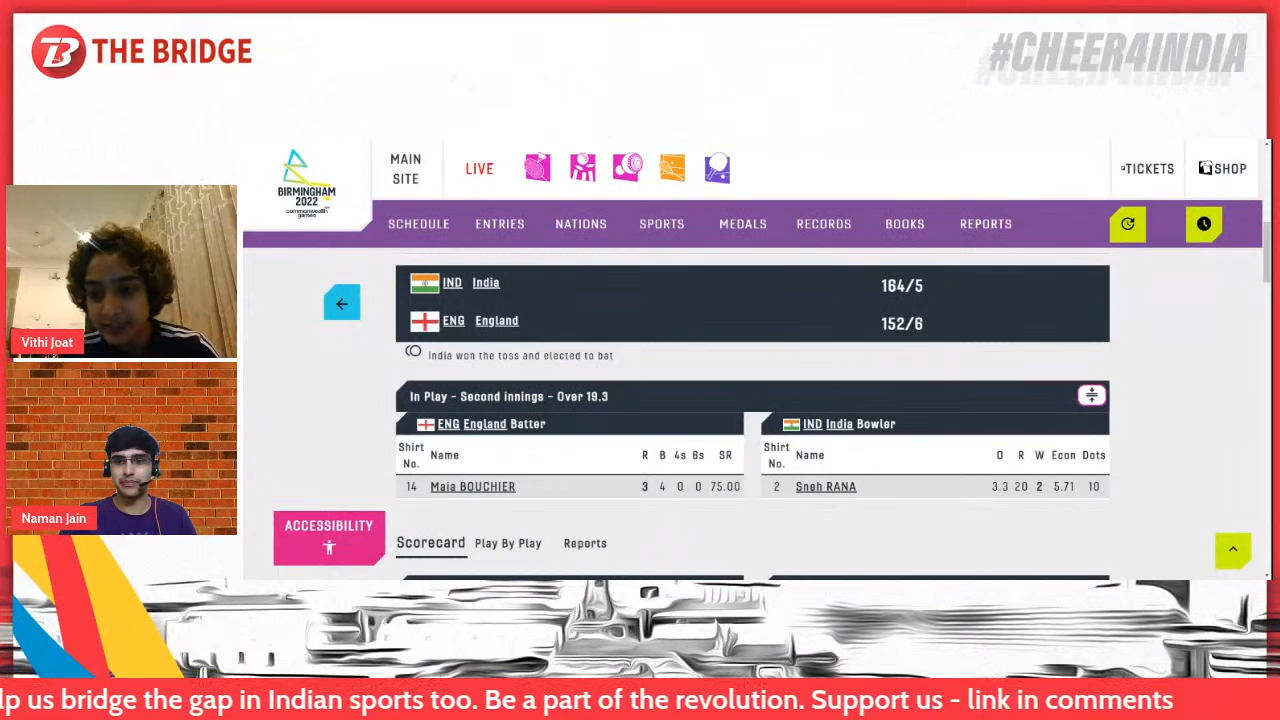 THE BRIDGE
#CHEER4INDIA
BIRMINGHAM
2022
commonwealth
games
MAIN
SITE
LIVE
TICKETS
SHOP
SCHEDULE ENTRIES NATIONS SPORTS MEDALS RECORDS BOOKS REPORTS
IND India 164/5
ENG England 152/6
India won the toss and elected to bat
In Play - Second innings - Over 19.3
ENG England Batter
Shirt No. Name R B 4s 6s SR
14 Maia BOUCHIER 3 4 0 0 75.00
IND India Bowler
Shirt No. Name O R W Econ Dots
2 Sneh RANA 3.3 20 2 5.71 10
ACCESSIBILITY
Scorecard Play By Play Reports
Vithi Joat
Naman Jain
lp us bridge the gap in Indian sports too. Be a part of the revolution. Support us - link in comments